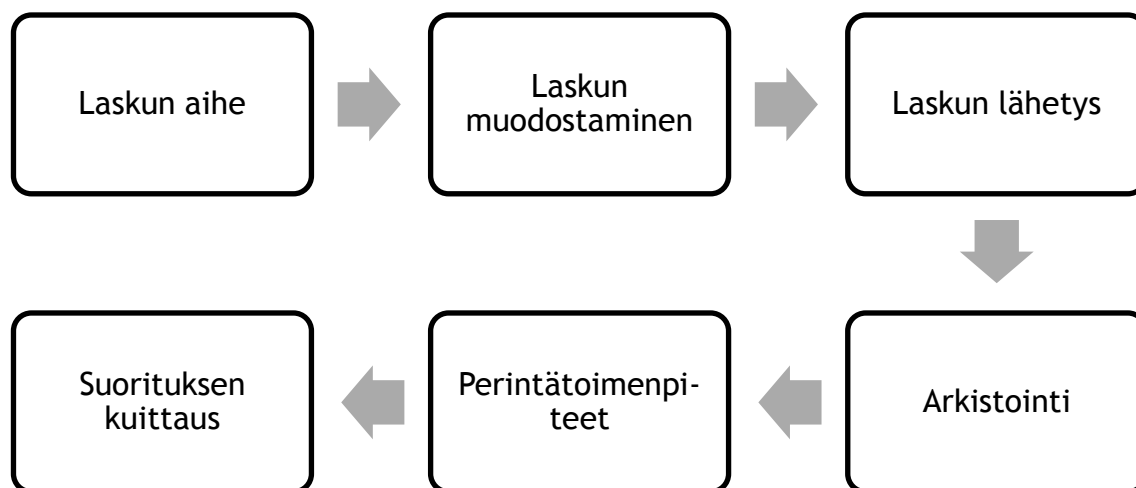 Laskun aihe
Laskun
muodostaminen
Laskun lähetys
Arkistointi
Perintätoimenpi-
teet
Suorituksen
kuittaus